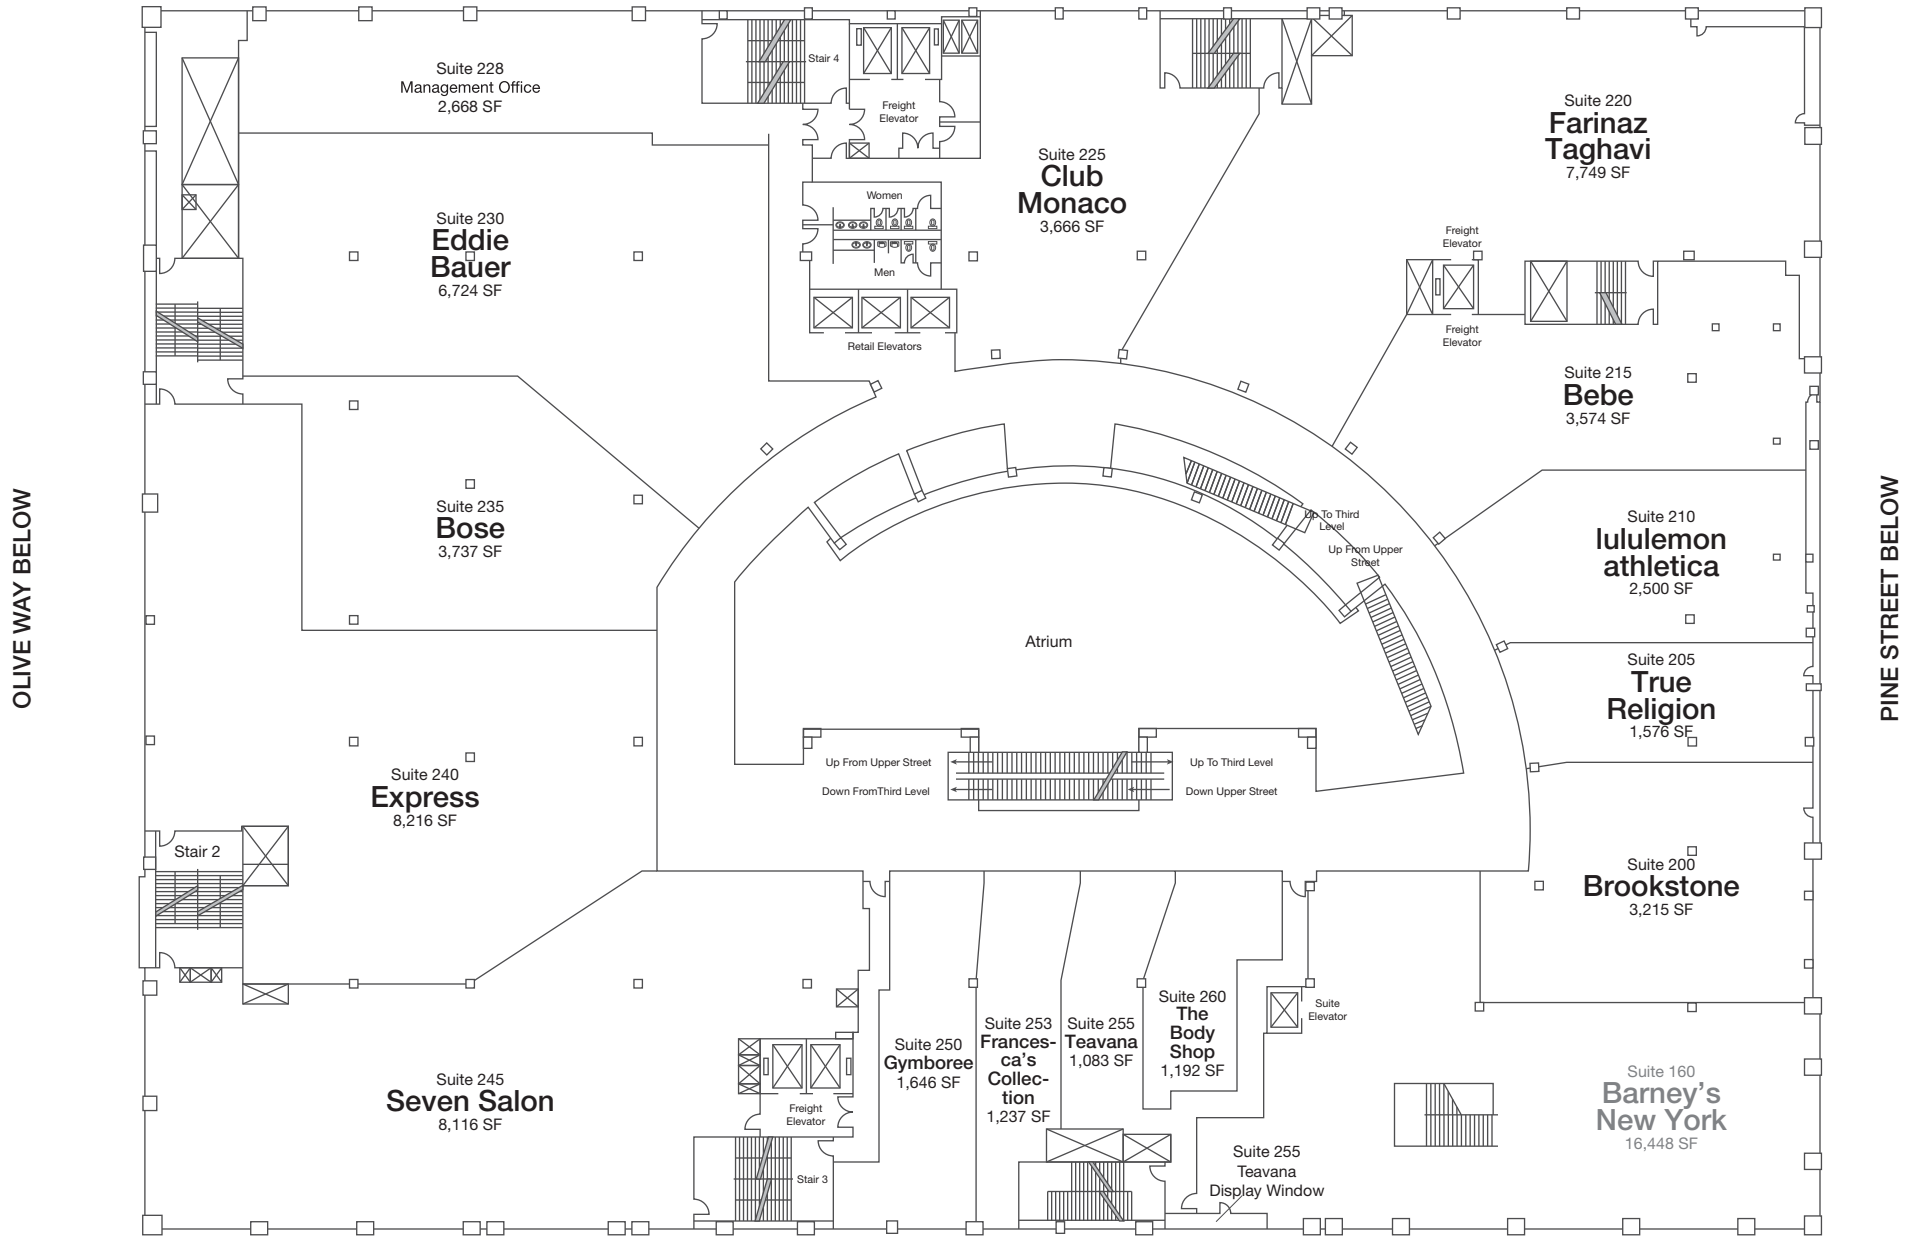 Suite 228
Management Office
2,668 SF
Stair 4
Freight
Elevator
Suite 220
Farinaz
Taghavi
7,749 SF
Suite 225
Club
Monaco
3,666 SF
Women
Men
Retail Elevators
Suite 230
Eddie
Bauer
6,724 SF
Freight
Elevator
Freight
Elevator
Suite 215
Bebe
3,574 SF
OLIVE WAY BELOW
PINE STREET BELOW
Suite 235
Bose
3,737 SF
Up To Third
Level
Up From Upper
Street
Suite 210
lululemon
athletica
2,500 SF
Atrium
Suite 205
True
Religion
1,576 SF
Up From Upper Street
Down FromThird Level
Up To Third Level
Down Upper Street
Suite 240
Express
8,216 SF
Stair 2
Suite 200
Brookstone
3,215 SF
Suite 245
Seven Salon
8,116 SF
Freight
Elevator
Stair 3
Suite 250
Gymboree
1,646 SF
Suite 253
Frances-
ca's
Collec-
tion
1,237 SF
Suite 255
Teavana
1,083 SF
Suite 260
The
Body
Shop
1,192 SF
Suite
Elevator
Suite 160
Barney's
New York
16,448 SF
Suite 255
Teavana
Display Window